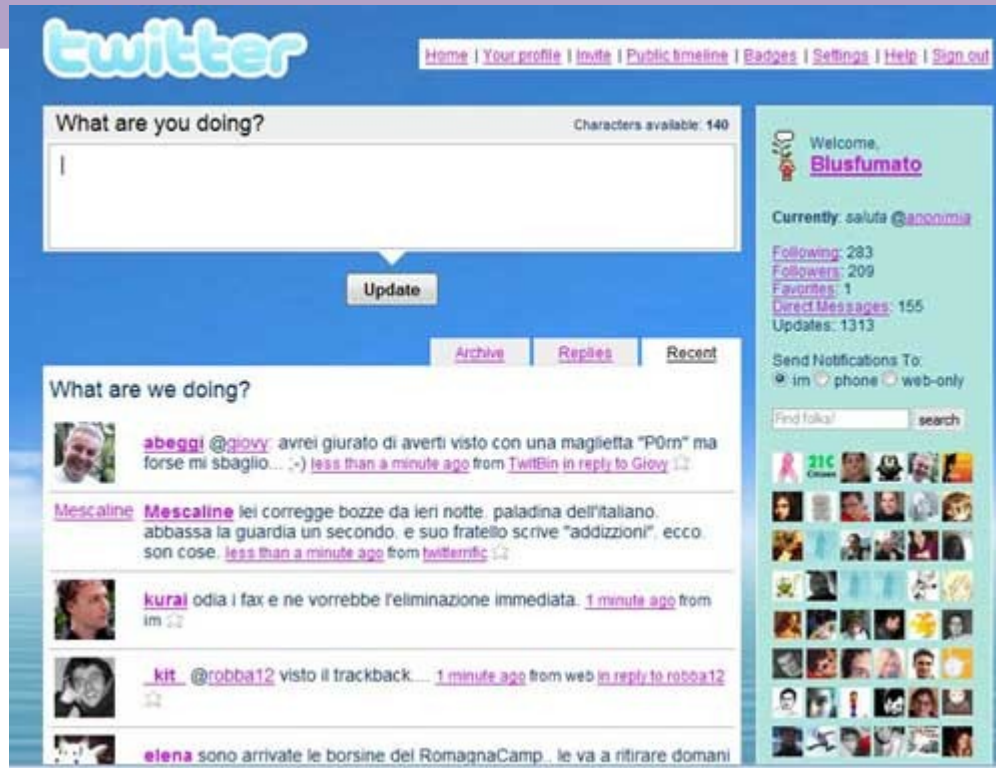 twitter
Home | Your profile | Invite | Public timeline | Badges | Settings | Help | Sign out
What are you doing?
Characters available: 140
Update
Archive
Replies
Recent
What are we doing?
abeggi @giovy: avrei giurato di averti visto con una maglietta "P0rn" ma
forse mi sbaglio... ;-) less than a minute ago from TwitBin in reply to Giovy
Mescaline
Mescaline lei corregge bozze da ieri notte. paladina dell'italiano.
abbassa la guardia un secondo. e suo fratello scrive "addizzioni". ecco.
son cose. less than a minute ago from twitterrific
kurai odia i fax e ne vorrebbe l'eliminazione immediata. 1 minute ago from
im
_kit_ @robba12 visto il trackback.... 1 minute ago from web in reply to robba12
elena sono arrivate le borsine del RomagnaCamp.. le va a ritirare domani
Welcome,
Blusfumato
Currently: saluta @anonimia
Following: 283
Followers: 209
Favorites: 1
Direct Messages: 155
Updates: 1313
Send Notifications To:
im phone web-only
Find folks!
search
21C
Citizen